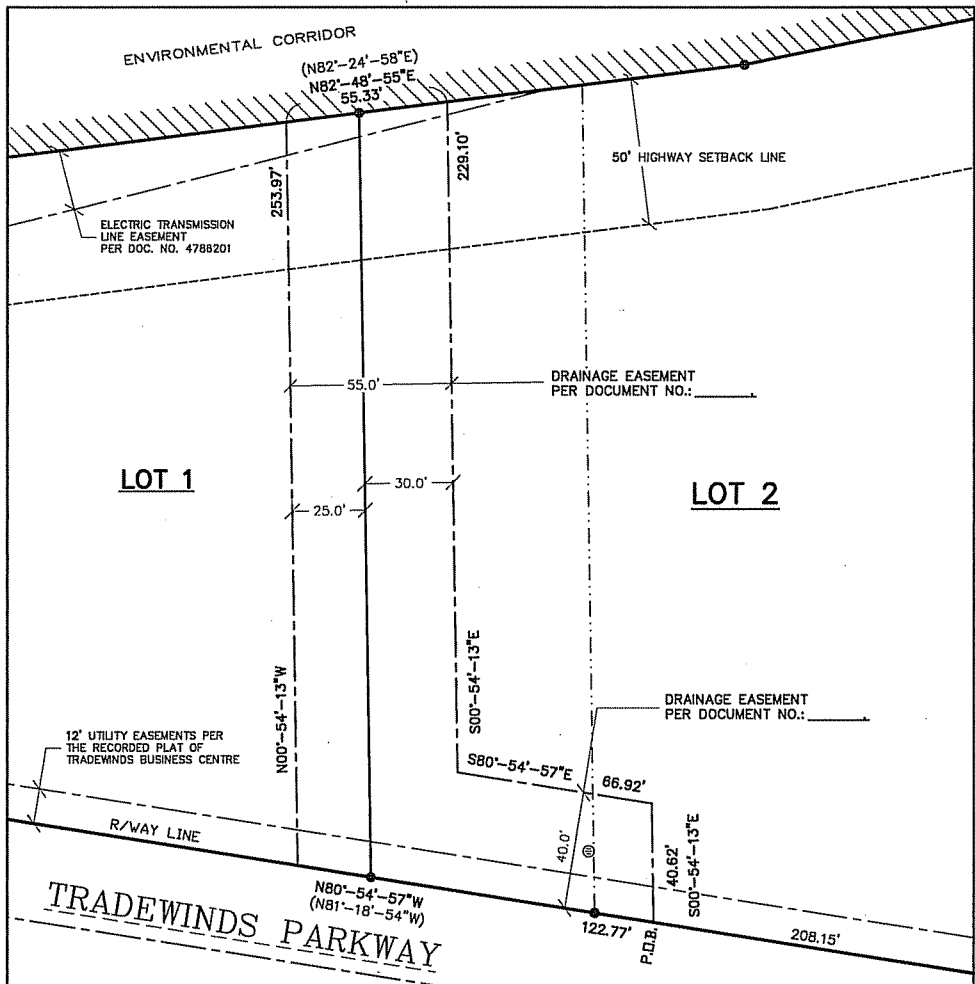 ENVIRONMENTAL CORRIDOR
(N82°-24'-58"E)
N82°-48'-55"E
55.33'
253.97'
229.10'
50' HIGHWAY SETBACK LINE
ELECTRIC TRANSMISSION
LINE EASEMENT
PER DOC. NO. 4788201
55.0'
DRAINAGE EASEMENT
PER DOCUMENT NO.: ________.
LOT 1
30.0'
LOT 2
25.0'
N00°-54'-13"W
S00°-54'-13"E
DRAINAGE EASEMENT
PER DOCUMENT NO.: ________.
12' UTILITY EASEMENTS PER
THE RECORDED PLAT OF
TRADEWINDS BUSINESS CENTRE
S80°-54'-57"E
66.92'
R/WAY LINE
40.0'
40.62'
S00°-54'-13"E
N80°-54'-57"W
(N81°-18'-54"W)
TRADEWINDS PARKWAY
122.77'
P.O.B.
208.15'